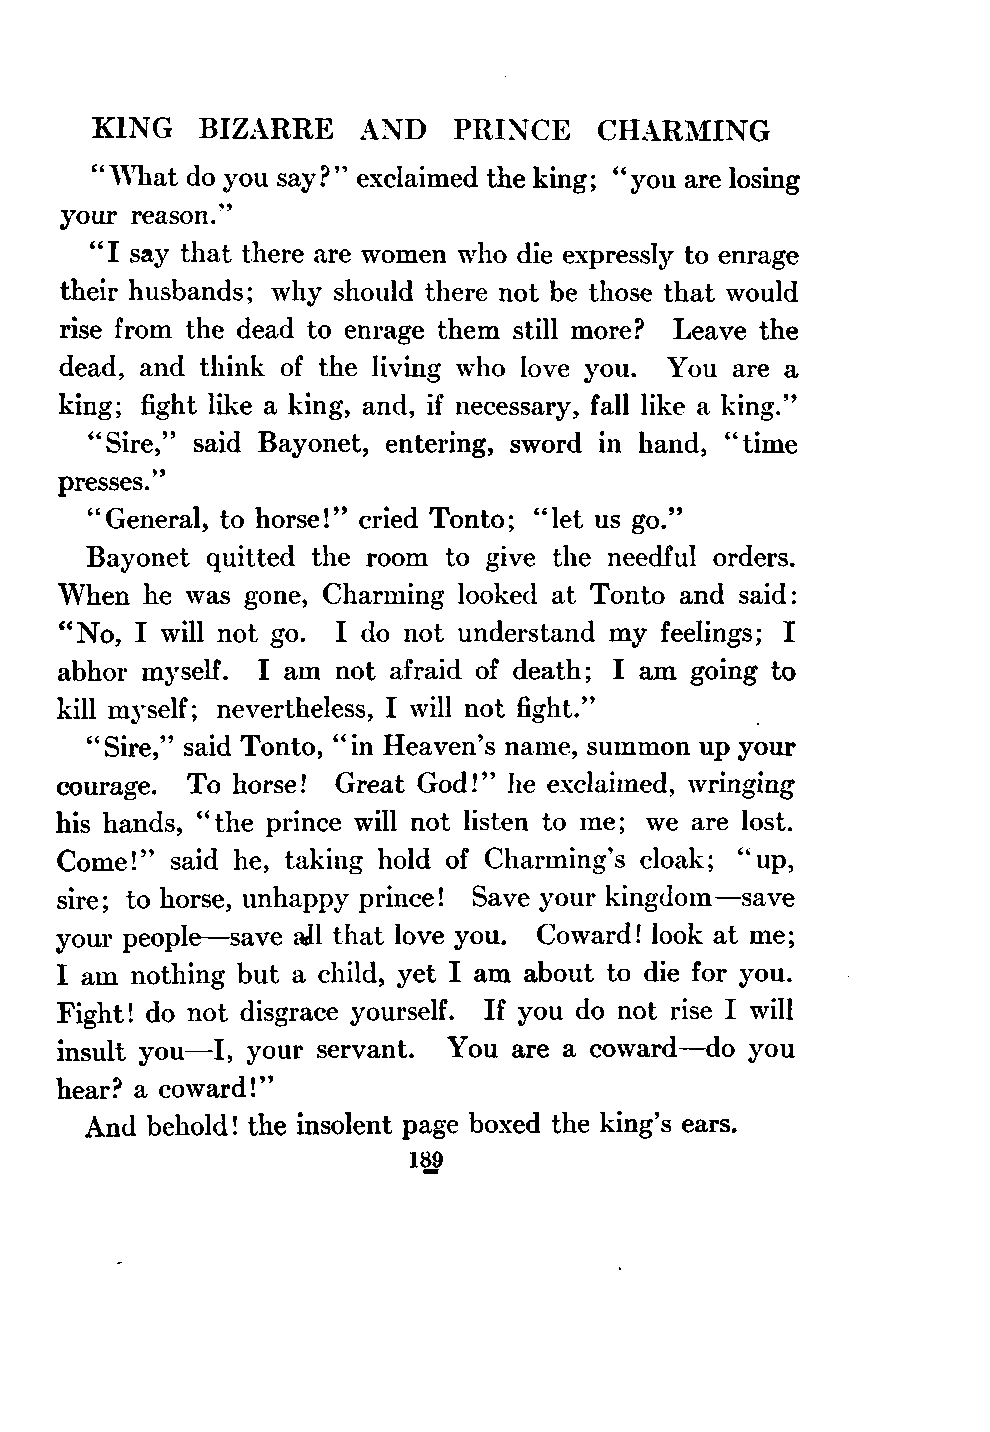 KING BIZARRE AND PRINCE CHARMING
“What do you say?” exclaimed the king; “you are losing
your reason.”
“I say that there are women who die expressly to enrage
their husbands; why should there not be those that would
rise from the dead to enrage them still more? Leave the
dead, and think of the living who love you. You are a
king; fight like a king, and, if necessary, fall like a king.”
“Sire,” said Bayonet, entering, sword in hand, “time
presses.”
“General, to horse!” cried Tonto; “let us go.”
Bayonet quitted the room to give the needful orders.
When he was gone, Charming looked at Tonto and said:
“No, I will not go. I do not understand my feelings; I
abhor myself. I am not afraid of death; I am going to
kill myself; nevertheless, I will not fight.”
“Sire,” said Tonto, “in Heaven’s name, summon up your
courage. To horse! Great God!” he exclaimed, wringing
his hands, “the prince will not listen to me; we are lost.
Come!” said he, taking hold of Charming’s cloak; “up,
sire; to horse, unhappy prince! Save your kingdom—save
your people—save all that love you. Coward! look at me;
I am nothing but a child, yet I am about to die for you.
Fight! do not disgrace yourself. If you do not rise I will
insult you—I, your servant. You are a coward—do you
hear? a coward!”
And behold! the insolent page boxed the king’s ears.
189